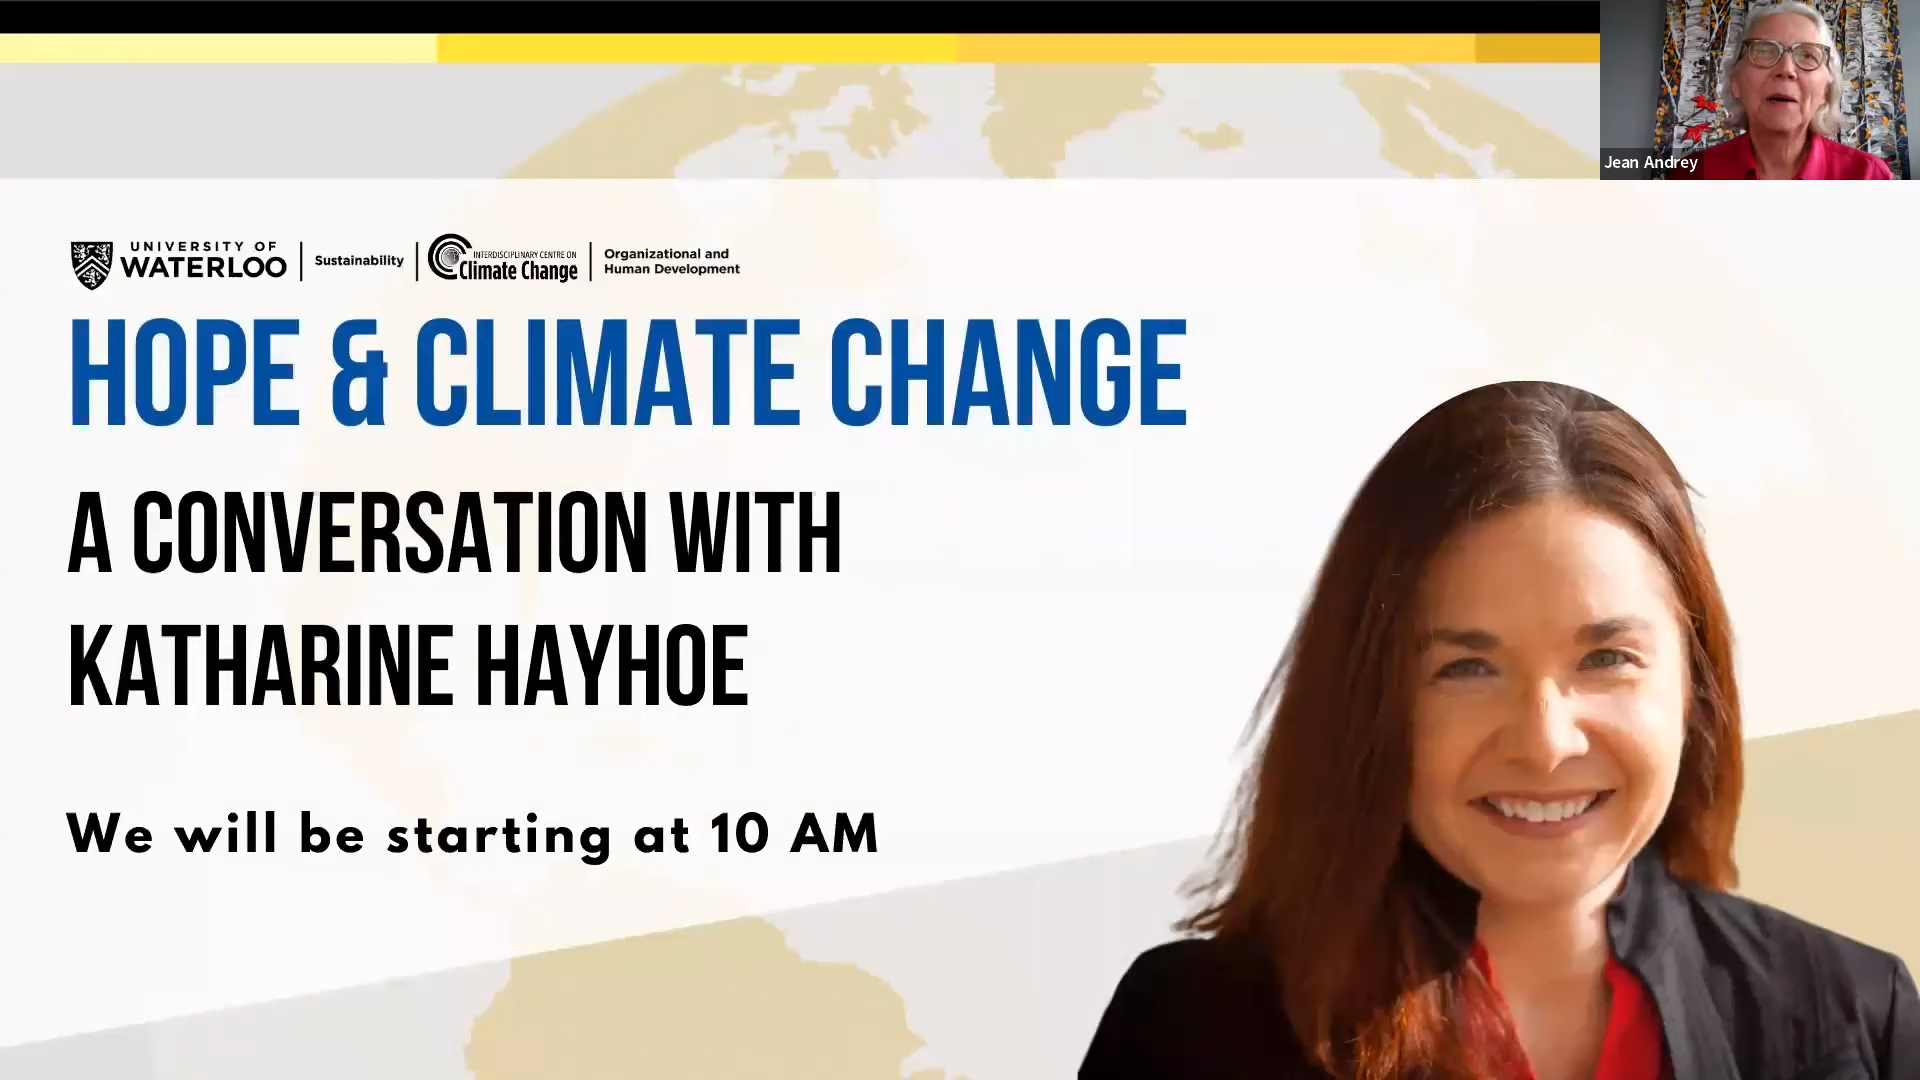 Jean Andrey
UNIVERSITY OF
WATERLOO
Sustainability
INTERDISCIPLINARY CENTRE ON
Climate Change
Organizational and
Human Development
HOPE & CLIMATE CHANGE
A CONVERSATION WITH
KATHARINE HAYHOE
We will be starting at 10 AM